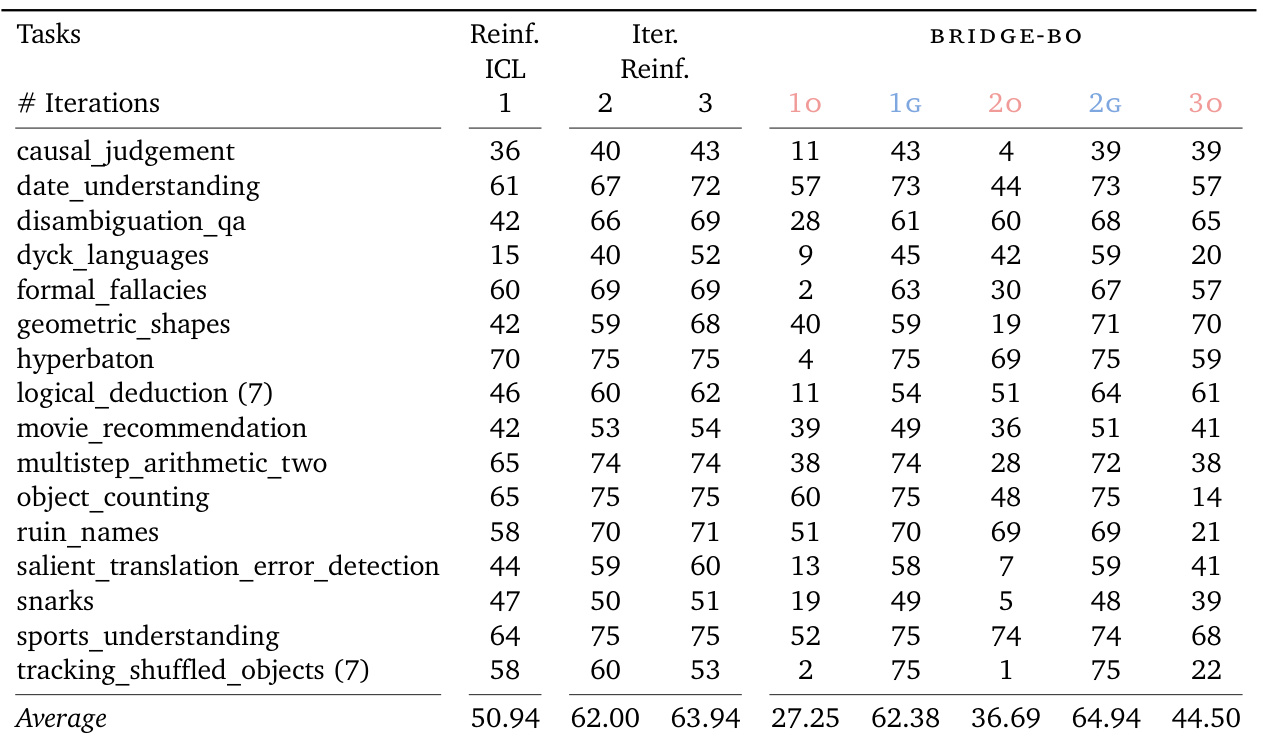 Tasks Reinf. Iter. BRIDGE-BO
ICL Reinf.
# Iterations 1 2 3 1O 1G 2O 2G 3O
causal_judgement 36 40 43 11 43 4 39 39
date_understanding 61 67 72 57 73 44 73 57
disambiguation_qa 42 66 69 28 61 60 68 65
dyck_languages 15 40 52 9 45 42 59 20
formal_fallacies 60 69 69 2 63 30 67 57
geometric_shapes 42 59 68 40 59 19 71 70
hyperbaton 70 75 75 4 75 69 75 59
logical_deduction (7) 46 60 62 11 54 51 64 61
movie_recommendation 42 53 54 39 49 36 51 41
multistep_arithmetic_two 65 74 74 38 74 28 72 38
object_counting 65 75 75 60 75 48 75 14
ruin_names 58 70 71 51 70 69 69 21
salient_translation_error_detection 44 59 60 13 58 7 59 41
snarks 47 50 51 19 49 5 48 39
sports_understanding 64 75 75 52 75 74 74 68
tracking_shuffled_objects (7) 58 60 53 2 75 1 75 22
Average 50.94 62.00 63.94 27.25 62.38 36.69 64.94 44.50